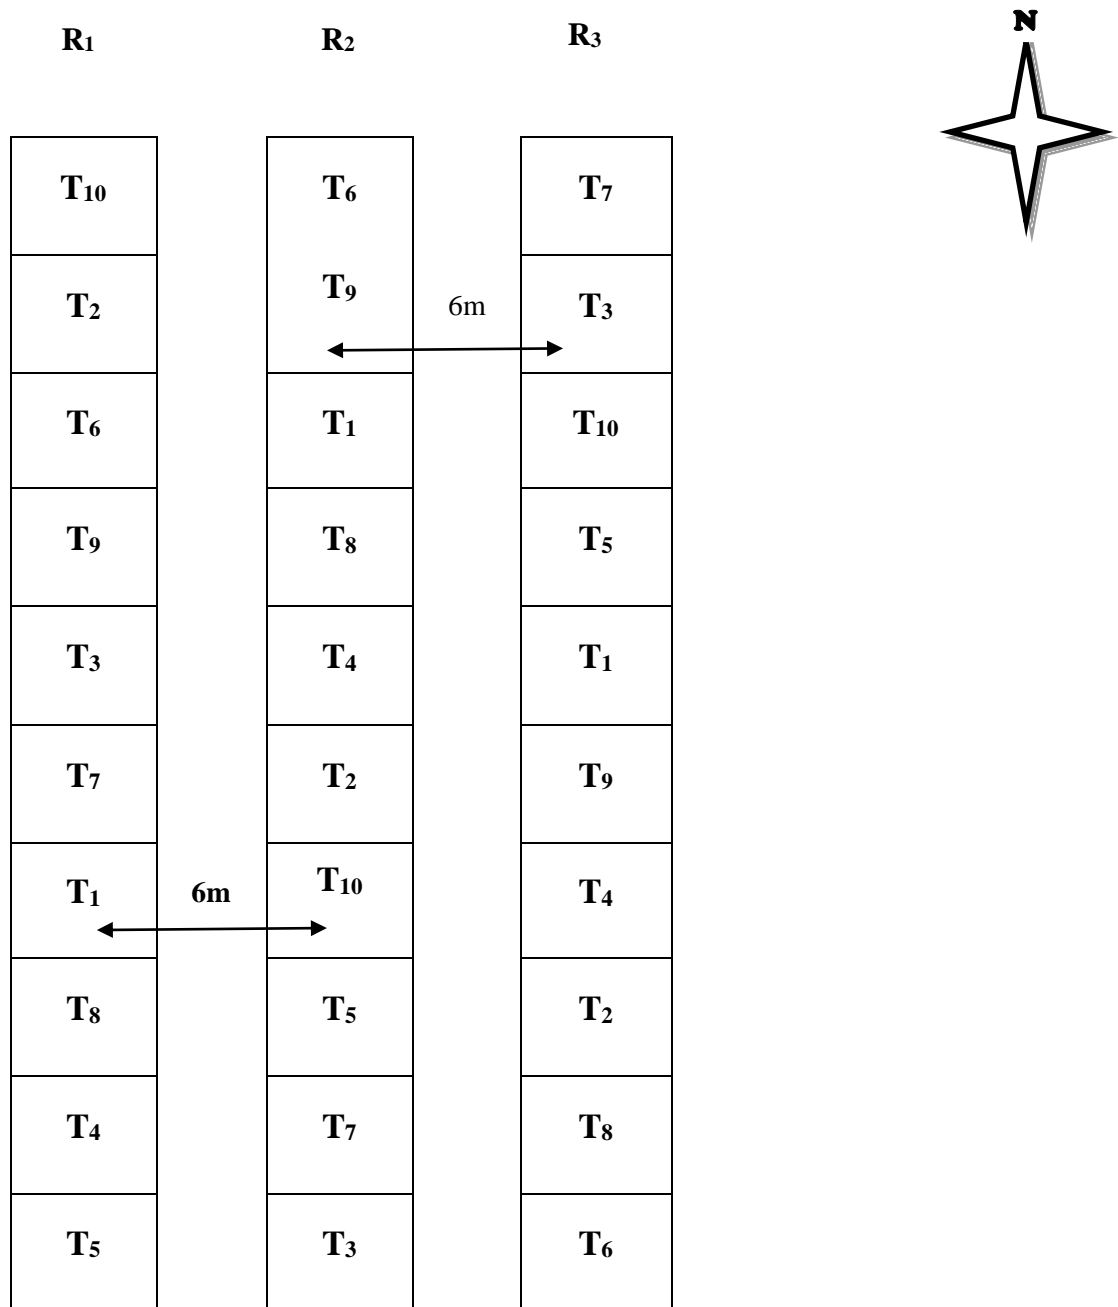 R₁ R₂ R₃ N
T₁₀ T₆ T₇
T₂ T₉ 6m T₃
T₆ T₁ T₁₀
T₉ T₈ T₅
T₃ T₄ T₁
T₇ T₂ T₉
T₁ 6m T₁₀ T₄
T₈ T₅ T₂
T₄ T₇ T₈
T₅ T₃ T₆